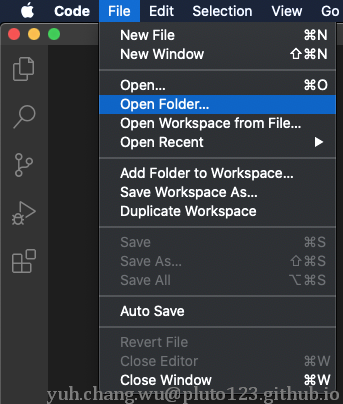 Code File Edit Selection View Go
New File ⌘N
New Window ⇧⌘N
Open... ⌘O
Open Folder...
Open Workspace from File...
Open Recent ▶
Add Folder to Workspace...
Save Workspace As...
Duplicate Workspace
Save ⌘S
Save As... ⇧⌘S
Save All ⌥⌘S
Auto Save
Revert File
Close Editor ⌘W
Close Window ⌘W
yuh.chang.wu@pluto123.github.io